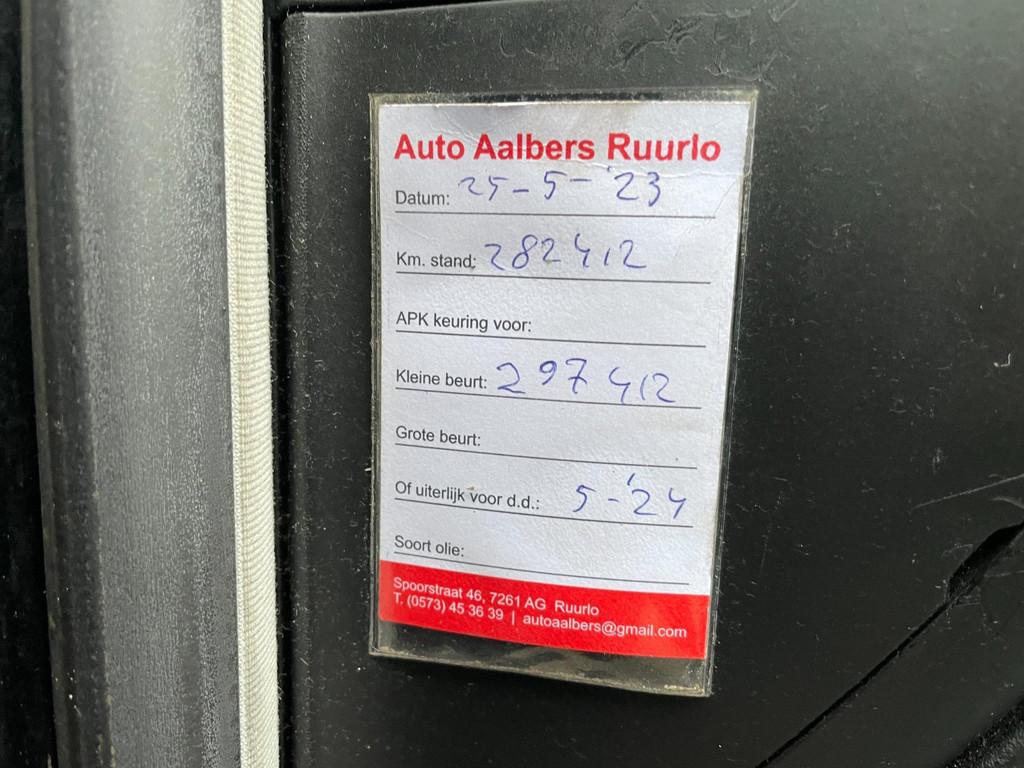 Auto Aalbers Ruurlo
Datum: 25-5-'23
Km. stand: 282412
APK keuring voor:
Kleine beurt: 297412
Grote beurt:
Of uiterlijk voor d.d.: 5-'24
Soort olie:
Spoorstraat 46, 7261 AG Ruurlo
T. (0573) 45 36 39 | autoaalbers@gmail.com